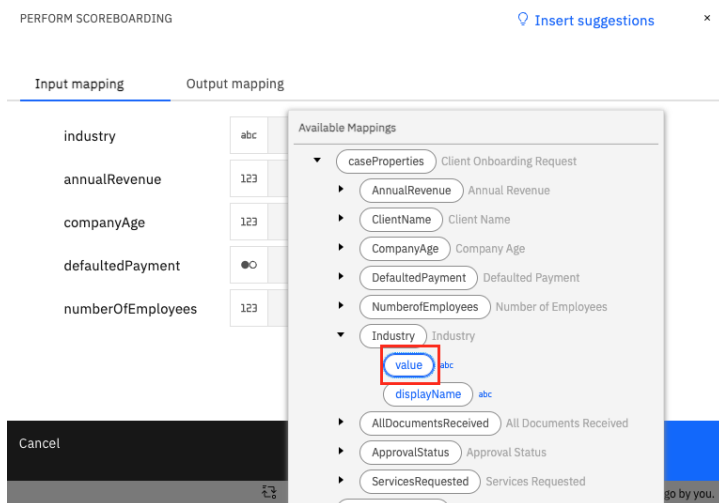 PERFORM SCOREBOARDING
Insert suggestions
×
Input mapping
Output mapping
industry
abc
annualRevenue
123
companyAge
123
defaultedPayment
numberOfEmployees
123
Available Mappings
caseProperties Client Onboarding Request
AnnualRevenue Annual Revenue
ClientName Client Name
CompanyAge Company Age
DefaultedPayment Defaulted Payment
NumberofEmployees Number of Employees
Industry Industry
value abc
displayName abc
AllDocumentsReceived All Documents Received
ApprovalStatus Approval Status
ServicesRequested Services Requested
Cancel
go by you.